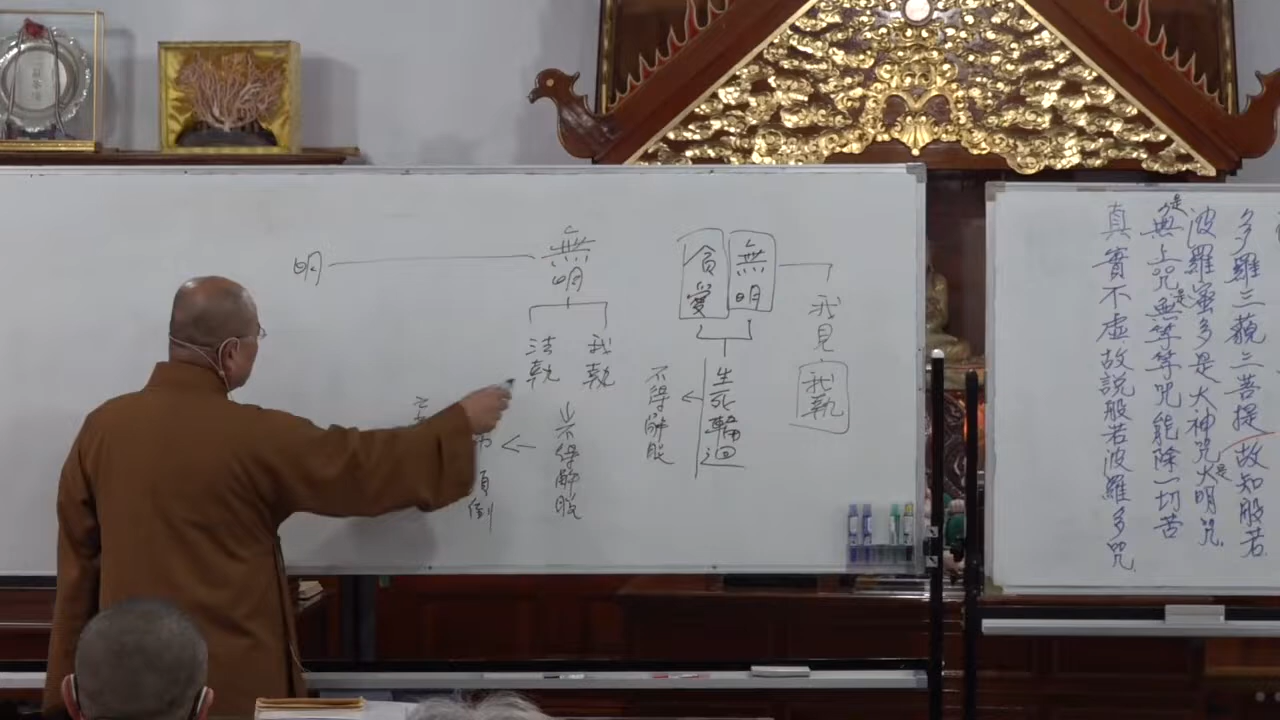 多羅三藐三菩提故知般若
波羅蜜多是大神咒是大明咒
是無上咒是無等等咒能除一切苦
真實不虛故說般若波羅多咒
無明
貪愛
我見
我執
生死輪迴
不得解脫
無明
明
我執
法執
不得解脫
倒